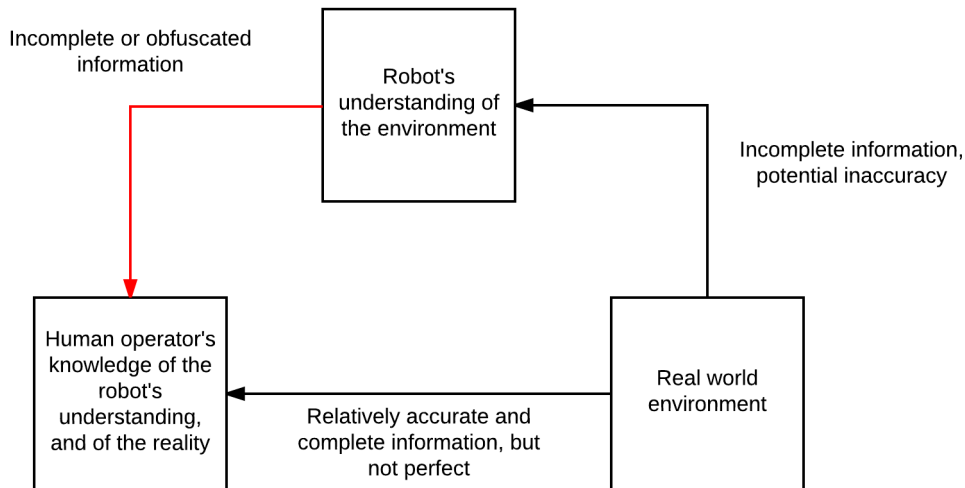 Incomplete or obfuscated
information
Robot's
understanding of
the environment
Incomplete information,
potential inaccuracy
Human operator's
knowledge of the
robot's
understanding,
and of the reality
Relatively accurate and
complete information, but
not perfect
Real world
environment